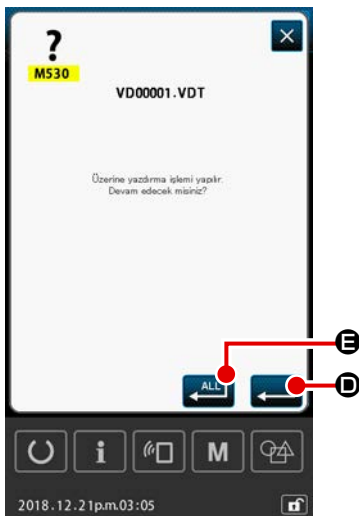 ?
M530
VD00001.VDT
Üzerine yazdırma işlemi yapılır.
Devam edecek misiniz?
ALL
E
D
i
M
2018.12.21p.m.03:05